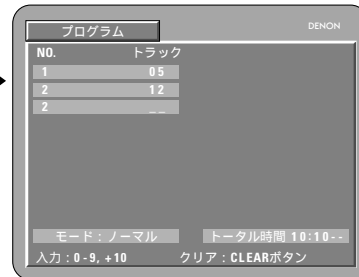 プログラム
DENON
NO. トラック
1 05
2 12
2 __
モード：ノーマル トータル時間 10:10--
入力：0-9, +10 クリア：CLEARボタン